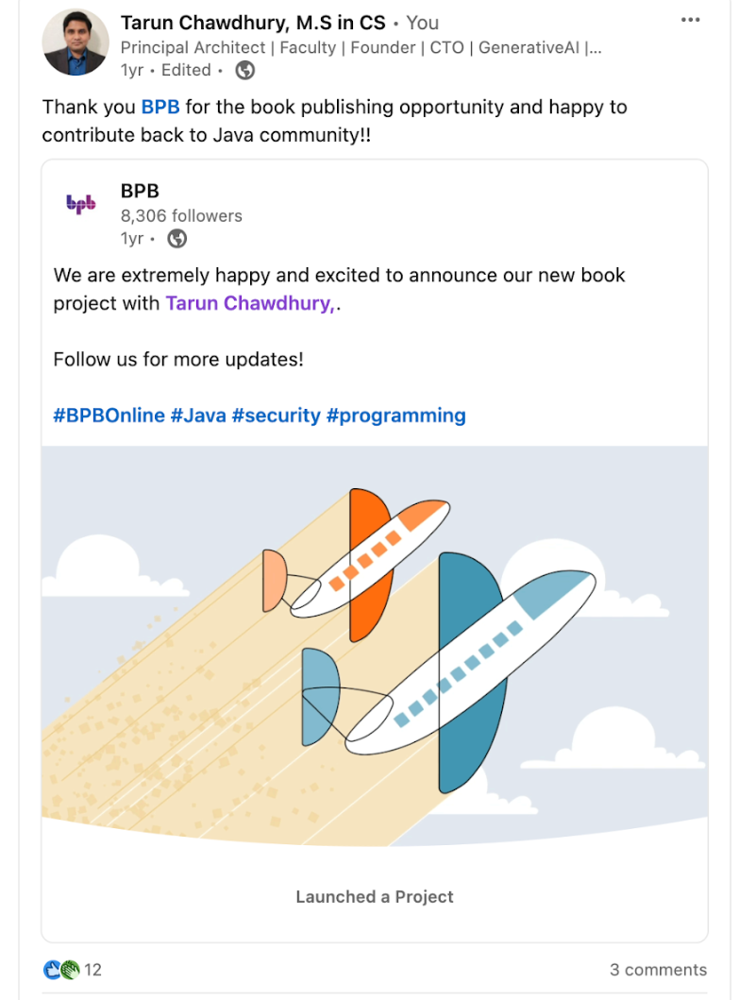 Tarun Chawdhury, M.S in CS • You
Principal Architect | Faculty | Founder | CTO | GenerativeAI |...
1yr • Edited •
Thank you BPB for the book publishing opportunity and happy to
contribute back to Java community!!
bpb
BPB
8,306 followers
1yr •
We are extremely happy and excited to announce our new book
project with Tarun Chawdhury,.
Follow us for more updates!
#BPBOnline #Java #security #programming
Launched a Project
12
3 comments